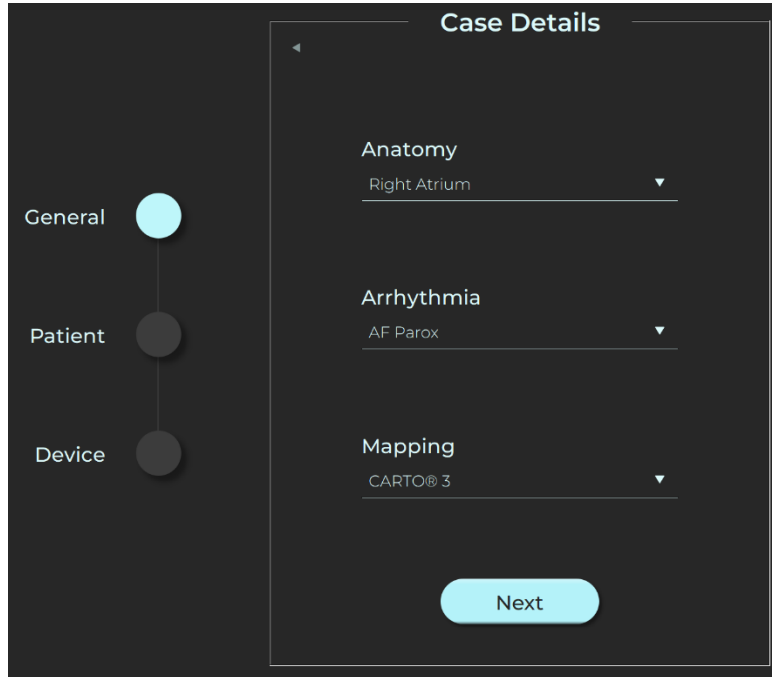 Case Details
General
Patient
Device
Anatomy
Right Atrium
Arrhythmia
AF Parox
Mapping
CARTO® 3
Next